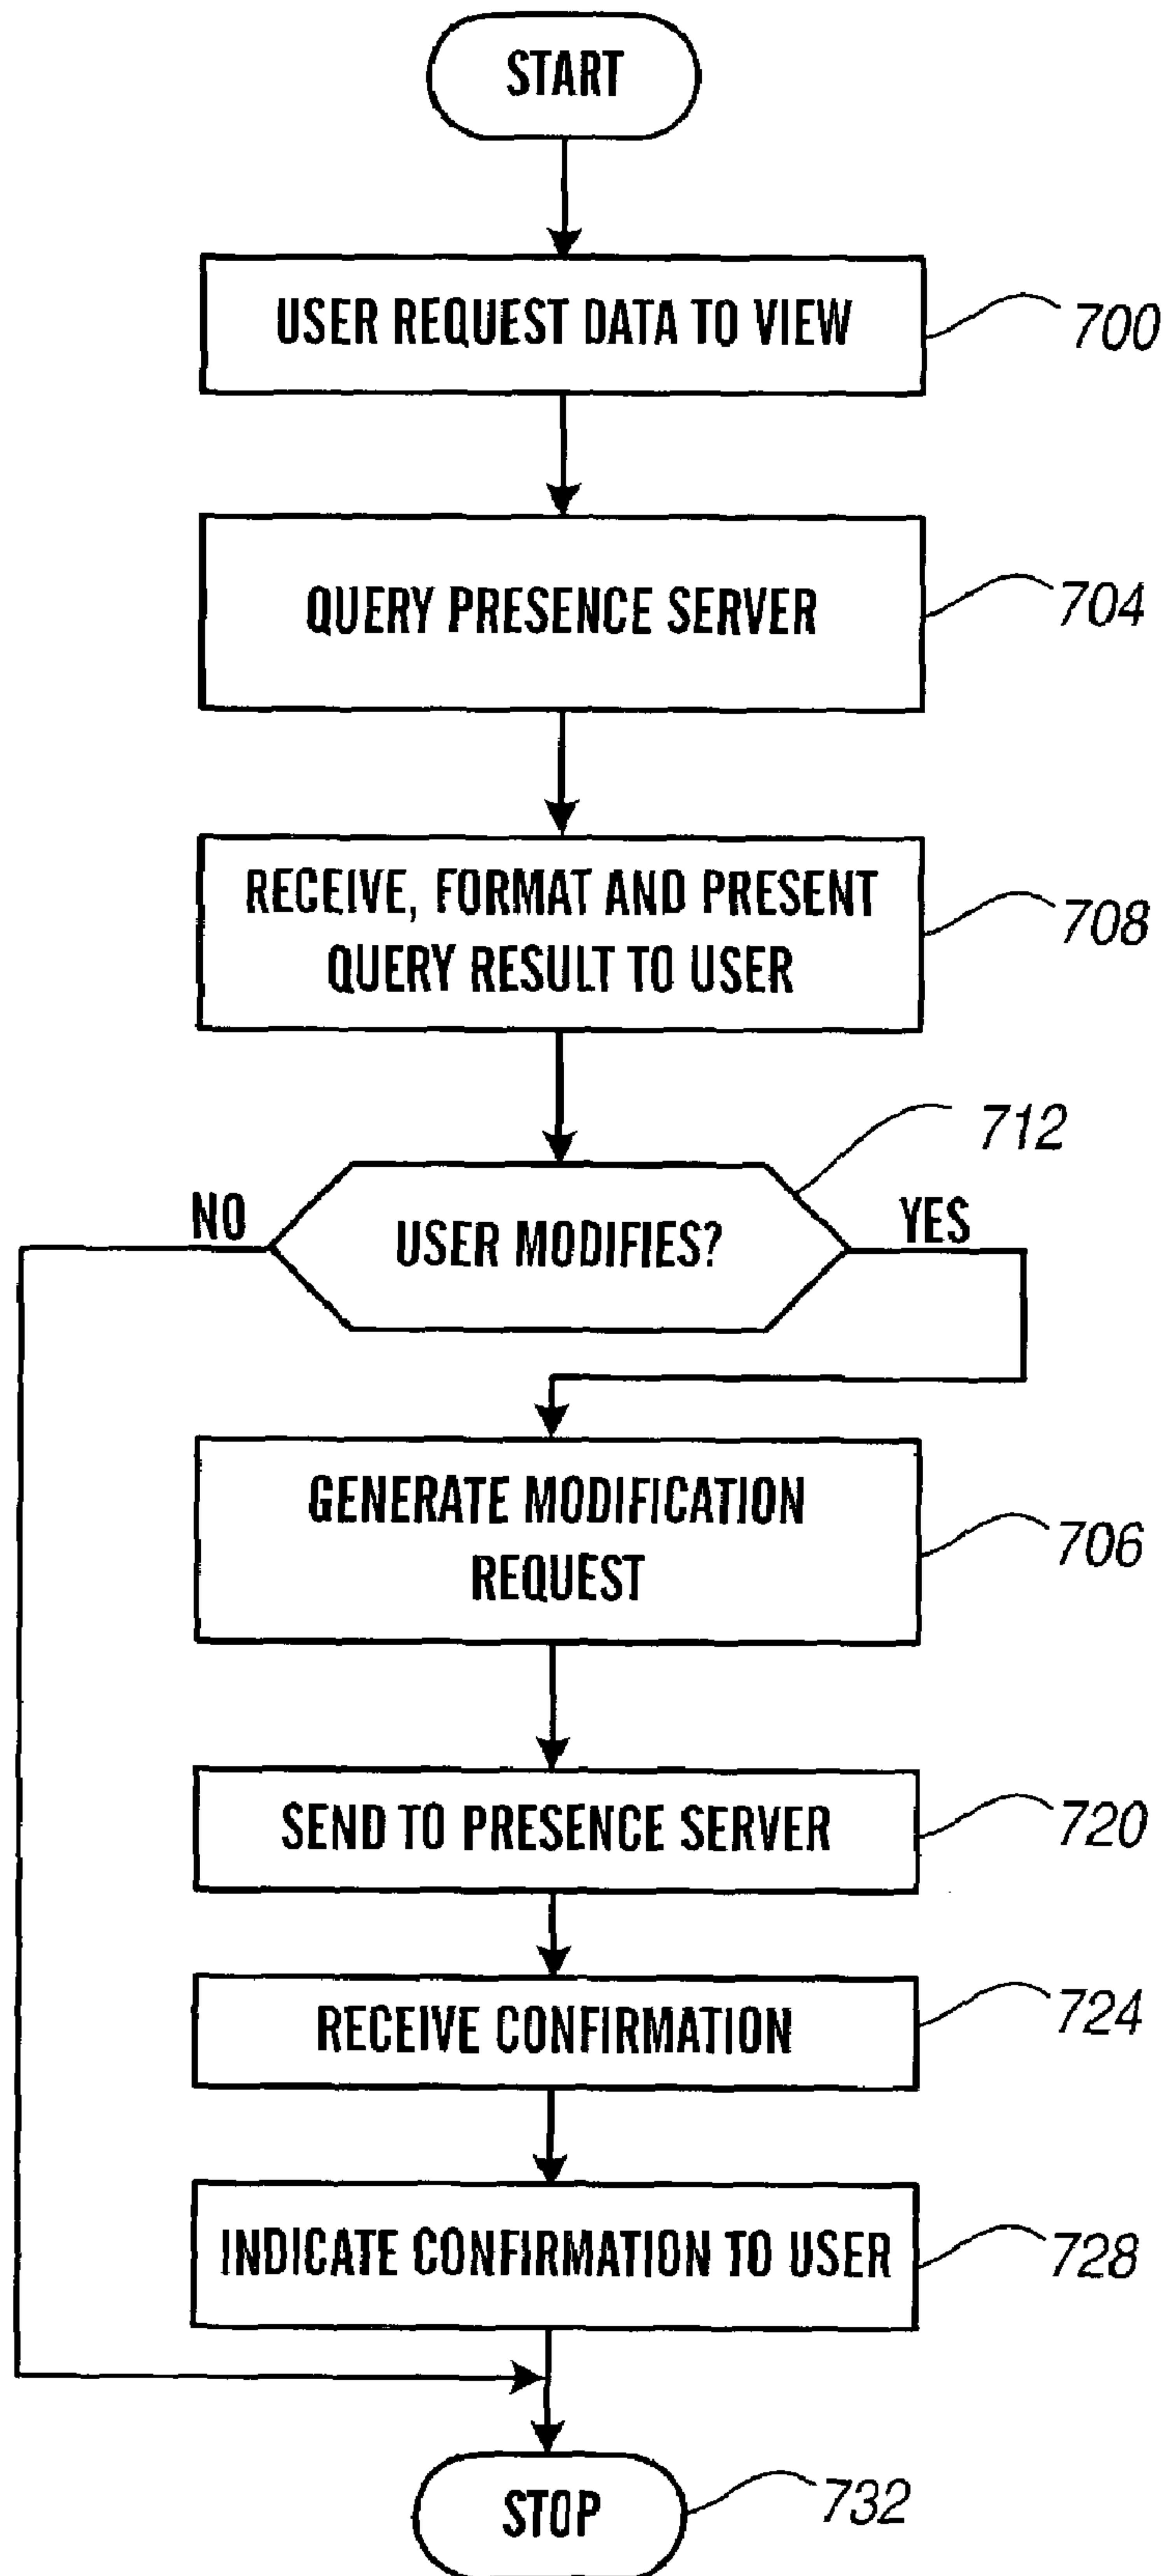 START
USER REQUEST DATA TO VIEW
700
QUERY PRESENCE SERVER
704
RECEIVE, FORMAT AND PRESENT
QUERY RESULT TO USER
708
712
NO
USER MODIFIES?
YES
GENERATE MODIFICATION
REQUEST
706
SEND TO PRESENCE SERVER
720
RECEIVE CONFIRMATION
724
INDICATE CONFIRMATION TO USER
728
STOP
732